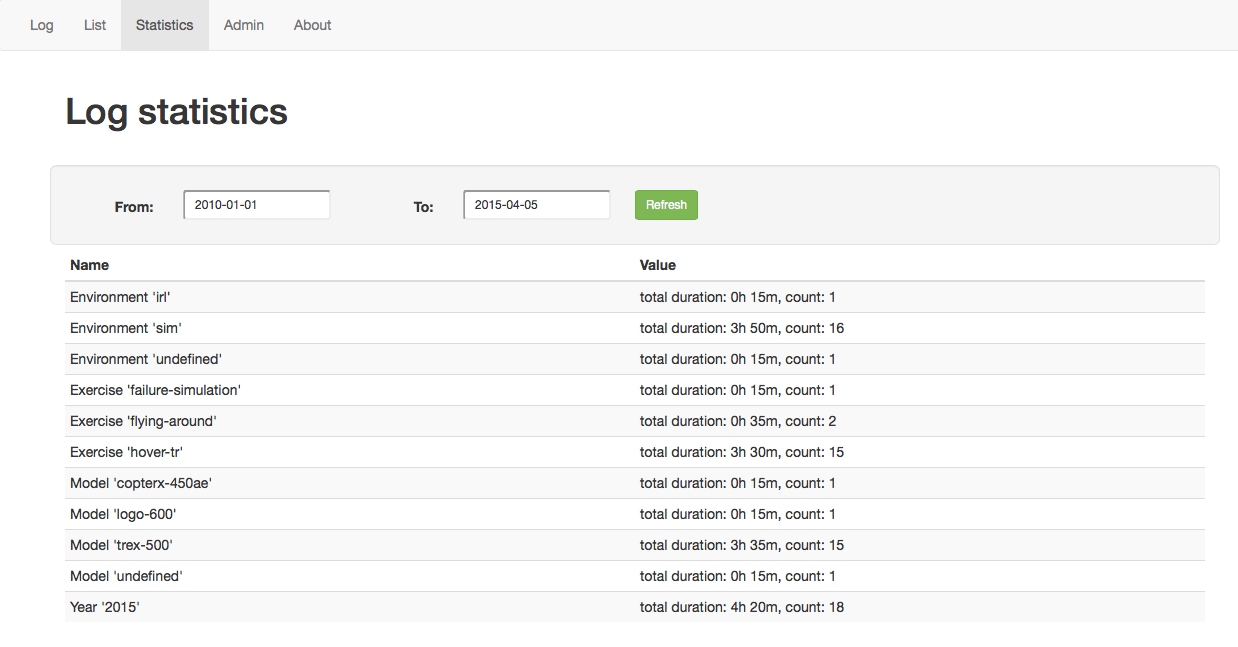 Log List Statistics Admin About
Log statistics
From: 2010-01-01 To: 2015-04-05 Refresh
Name Value
Environment 'irl' total duration: 0h 15m, count: 1
Environment 'sim' total duration: 3h 50m, count: 16
Environment 'undefined' total duration: 0h 15m, count: 1
Exercise 'failure-simulation' total duration: 0h 15m, count: 1
Exercise 'flying-around' total duration: 0h 35m, count: 2
Exercise 'hover-tr' total duration: 3h 30m, count: 15
Model 'copterx-450ae' total duration: 0h 15m, count: 1
Model 'logo-600' total duration: 0h 15m, count: 1
Model 'trex-500' total duration: 3h 35m, count: 15
Model 'undefined' total duration: 0h 15m, count: 1
Year '2015' total duration: 4h 20m, count: 18